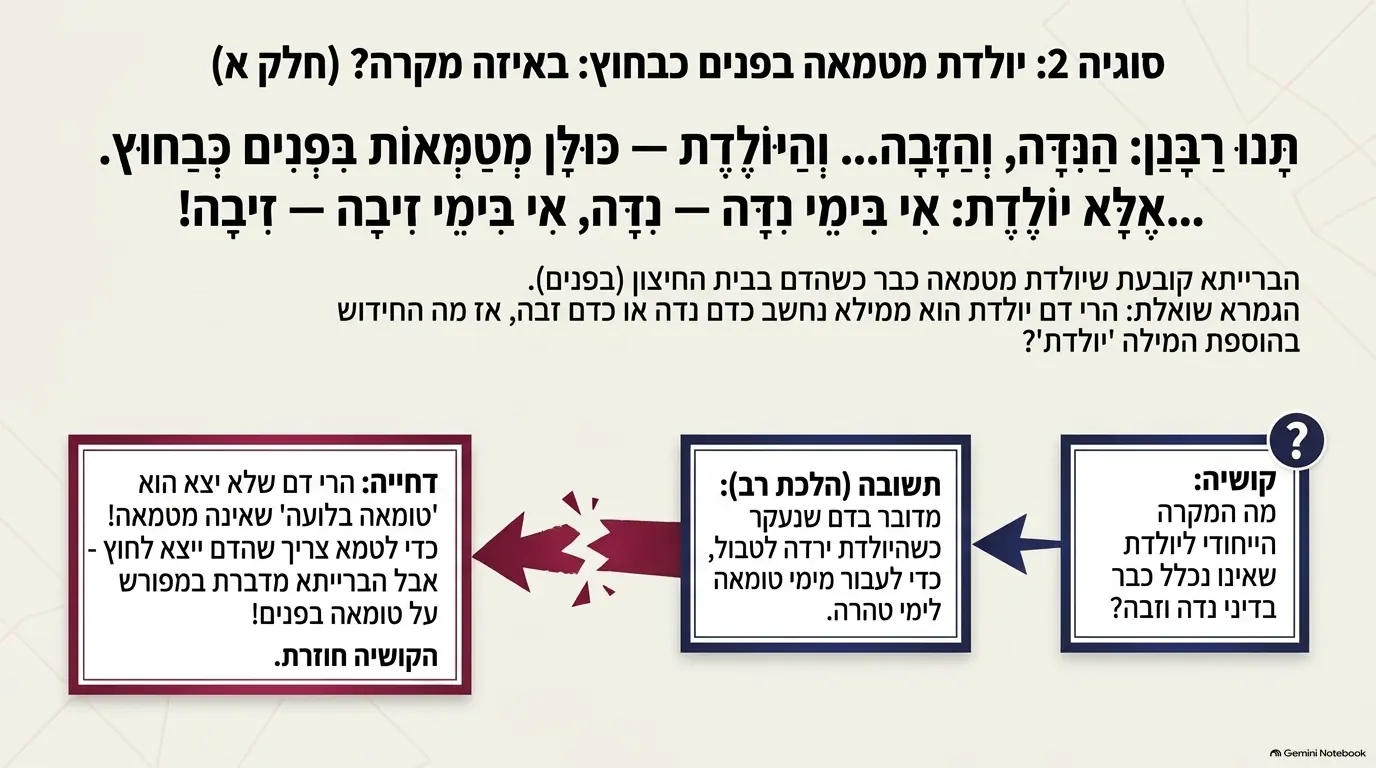 סוגיה 2: יולדת מטמאה בפנים כבחוץ: באיזה מקרה? (חלק א)
תָּנוּ רַבָּנַן: הַנִּדָּה, וְהַזָּבָה... וְהַיּוֹלֶדֶת — כּוּלָּן מְטַמְּאוֹת בִּפְנִים כְּבַחוּץ.
...אֶלָּא יוֹלֶדֶת: אִי בִּימֵי נִדָּה — נִדָּה, אִי בִּימֵי זִיבָה — זִיבָה!
הברייתא קובעת שיולדת מטמאה כבר כשהדם בבית החיצון (בפנים).
הגמרא שואלת: הרי דם יולדת הוא ממילא נחשב כדם נדה או כדם זבה, אז מה החידוש
בהוספת המילה 'יולדת'?
?
קושיה:
מה המקרה
הייחודי ליולדת
שאינו נכלל כבר
בדיני נדה וזבה?
תשובה (הלכת רב):
מדובר בדם שנעקר
כשהיולדת ירדה לטבול,
כדי לעבור מימי טומאה
לימי טהרה.
דחייה: הרי דם שלא יצא הוא
'טומאה בלועה' שאינה מטמאה!
כדי לטמא צריך שהדם ייצא לחוץ -
אבל הברייתא מדברת במפורש
על טומאה בפנים!
הקושיה חוזרת.
Gemini Notebook